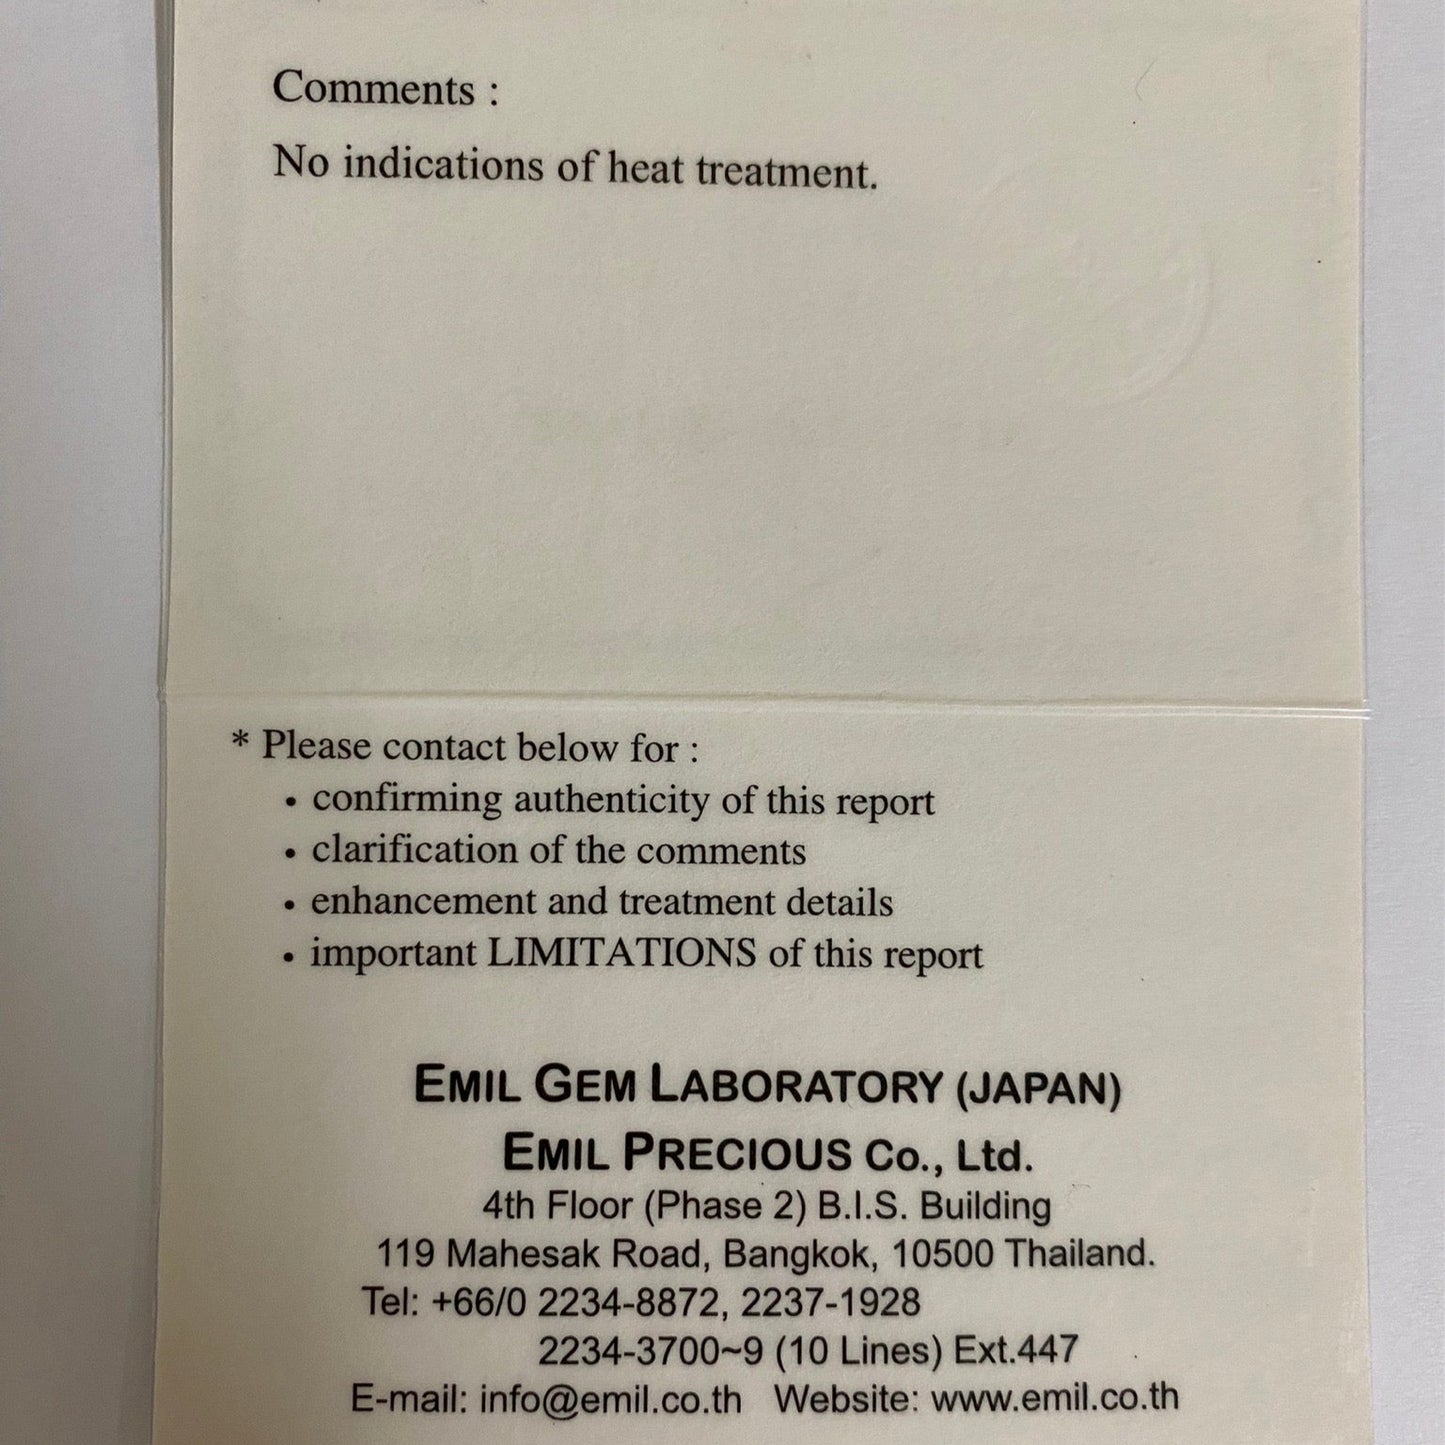 Comments :
No indications of heat treatment.
* Please contact below for :
• confirming authenticity of this report
• clarification of the comments
• enhancement and treatment details
• important LIMITATIONS of this report
EMIL GEM LABORATORY (JAPAN)
EMIL PRECIOUS Co., Ltd.
4th Floor (Phase 2) B.I.S. Building
119 Mahesak Road, Bangkok, 10500 Thailand.
Tel: +66/0 2234-8872, 2237-1928
2234-3700~9 (10 Lines) Ext.447
E-mail: info@emil.co.th Website: www.emil.co.th